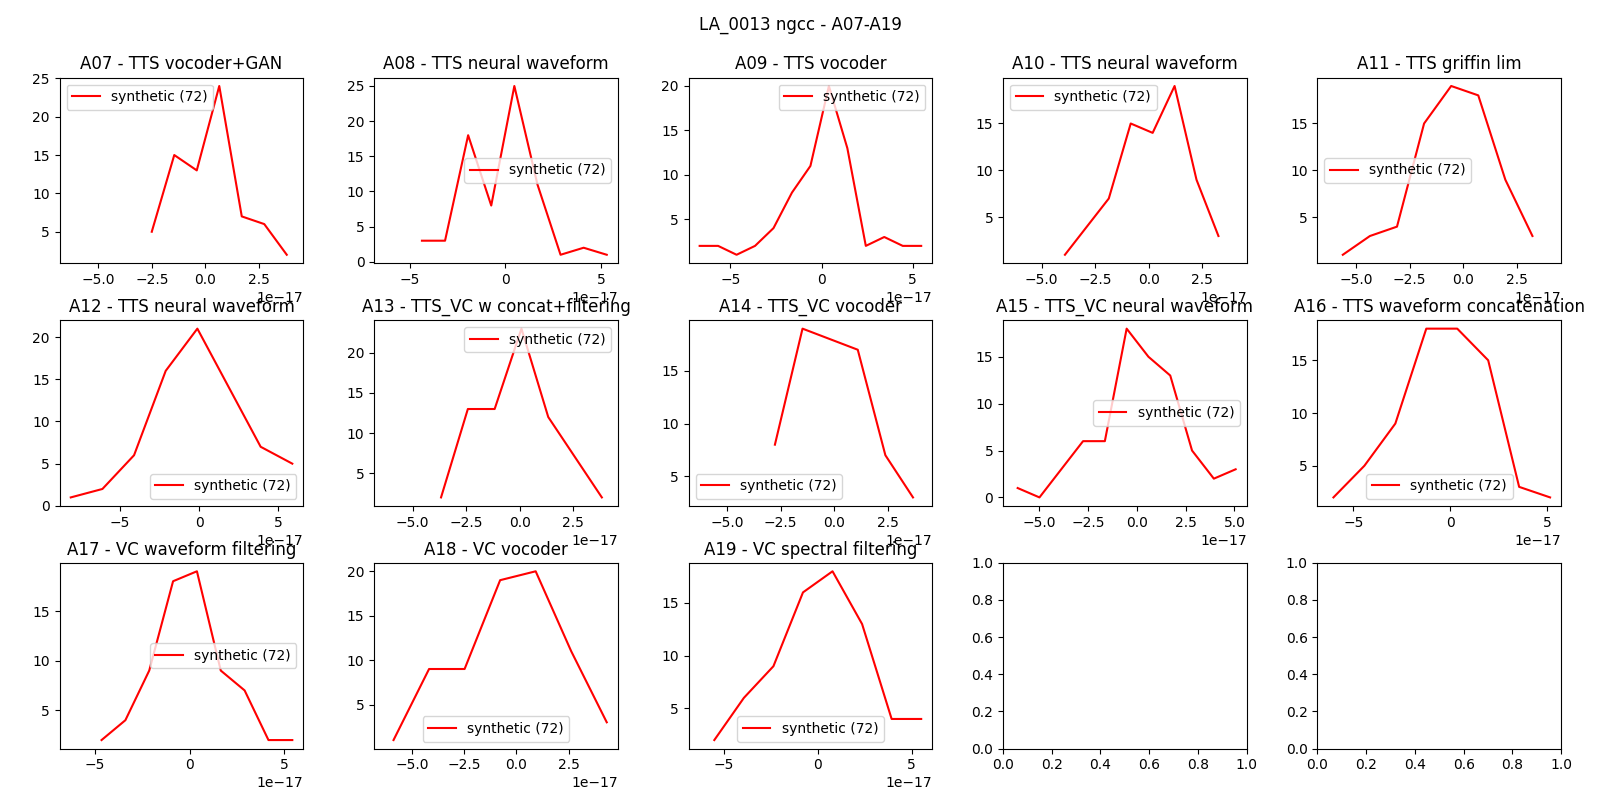 LA_0013 ngcc - A07-A19
A07 - TTS vocoder+GAN
synthetic (72)
25
20
15
10
5
−5.0 −2.5 0.0 2.5
1e−17
A08 - TTS neural waveform
synthetic (72)
25
20
15
10
5
0
−5 0 5
1e−17
A09 - TTS vocoder
synthetic (72)
20
15
10
5
−5 0 5
1e−17
A10 - TTS neural waveform
synthetic (72)
15
10
5
−5.0 −2.5 0.0 2.5
1e−17
A11 - TTS griffin lim
synthetic (72)
15
10
5
−5.0 −2.5 0.0 2.5
1e−17
A12 - TTS neural waveform
20
15
10
5
0
synthetic (72)
−5 0 5
1e−17
A13 - TTS_VC w concat+filtering
synthetic (72)
20
15
10
5
−5.0 −2.5 0.0 2.5
1e−17
A14 - TTS_VC vocoder
15
10
5
synthetic (72)
−5.0 −2.5 0.0 2.5
1e−17
A15 - TTS_VC neural waveform
15
10
5
0
synthetic (72)
−5.0 −2.5 0.0 2.5 5.0
1e−17
A16 - TTS waveform concatenation
15
10
5
synthetic (72)
−5 0 5
1e−17
A17 - VC waveform filtering
15
10
5
synthetic (72)
−5 0 5
1e−17
A18 - VC vocoder
20
15
10
5
synthetic (72)
−5.0 −2.5 0.0 2.5
1e−17
A19 - VC spectral filtering
15
10
5
synthetic (72)
−5 0 5
1e−17
1.0
0.8
0.6
0.4
0.2
0.0
0.0 0.2 0.4 0.6 0.8 1.0
1.0
0.8
0.6
0.4
0.2
0.0
0.0 0.2 0.4 0.6 0.8 1.0